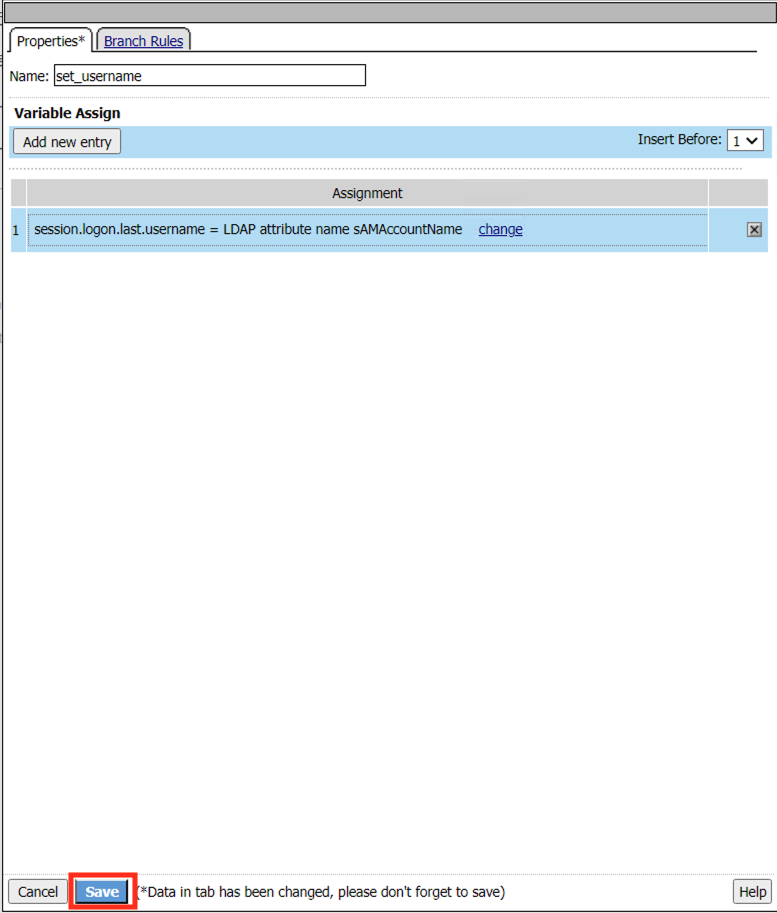 Properties* Branch Rules
Name: set_username
Variable Assign
Add new entry Insert Before: 1
Assignment
1 session.logon.last.username = LDAP attribute name sAMAccountName change
Cancel Save (*Data in tab has been changed, please don't forget to save) Help